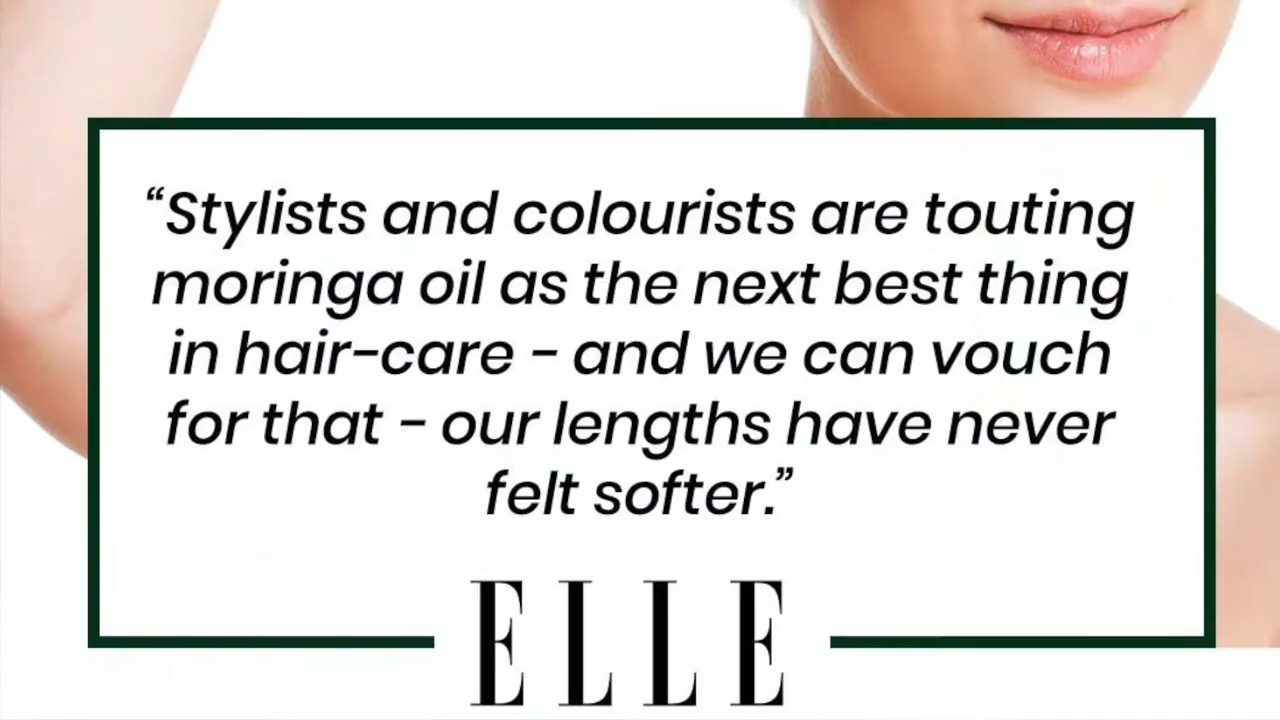 “Stylists and colourists are touting
moringa oil as the next best thing
in hair-care - and we can vouch
for that - our lengths have never
felt softer.”
ELLE